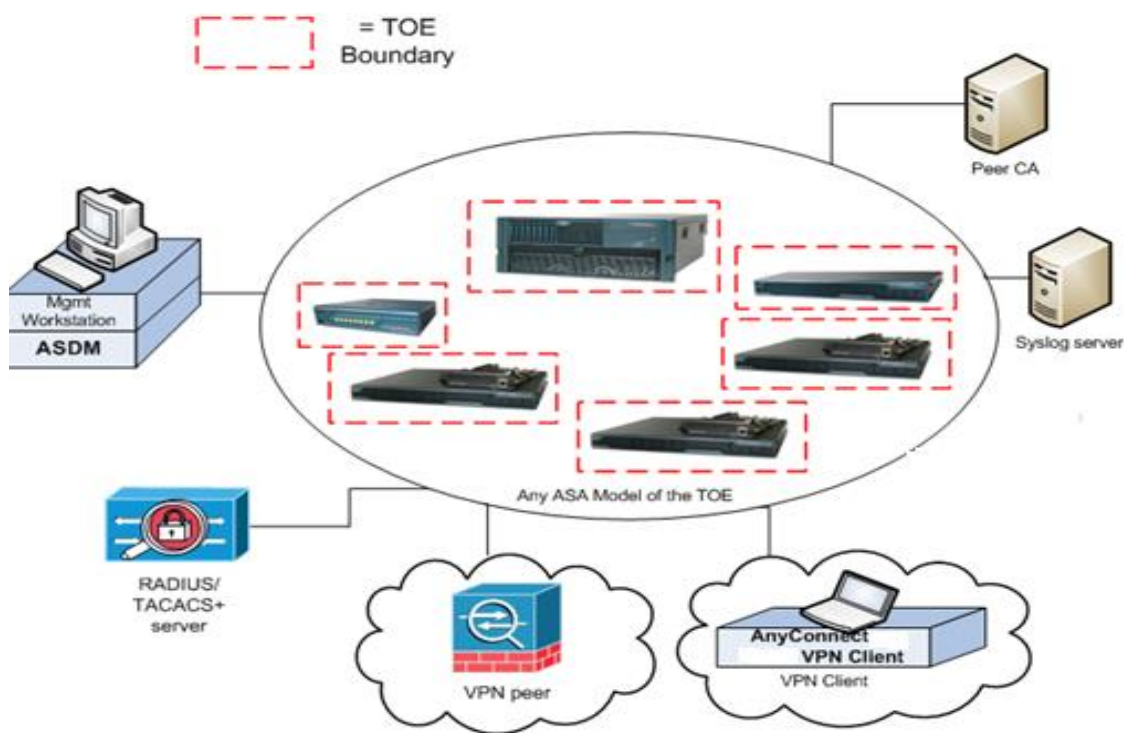 = TOE
Boundary
Peer CA
Mgmt
Workstation
ASDM
Syslog server
Any ASA Model of the TOE
RADIUS/
TACACS+
server
VPN peer
AnyConnect
VPN Client
VPN Client